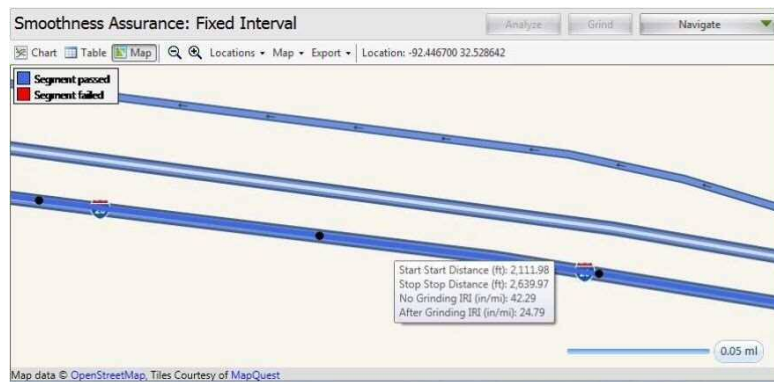 Smoothness Assurance: Fixed Interval
Analyze
Grind
Navigate
Chart
Table
Map
Locations
Map
Export
Location: -92.446700 32.528642
Segment passed
Segment failed
Start Start Distance (ft): 2,111.98
Stop Stop Distance (ft): 2,639.97
No Grinding IRI (in/mi): 42.29
After Grinding IRI (in/mi): 24.79
0.05 ml
Map data © OpenStreetMap, Tiles Courtesy of MapQuest